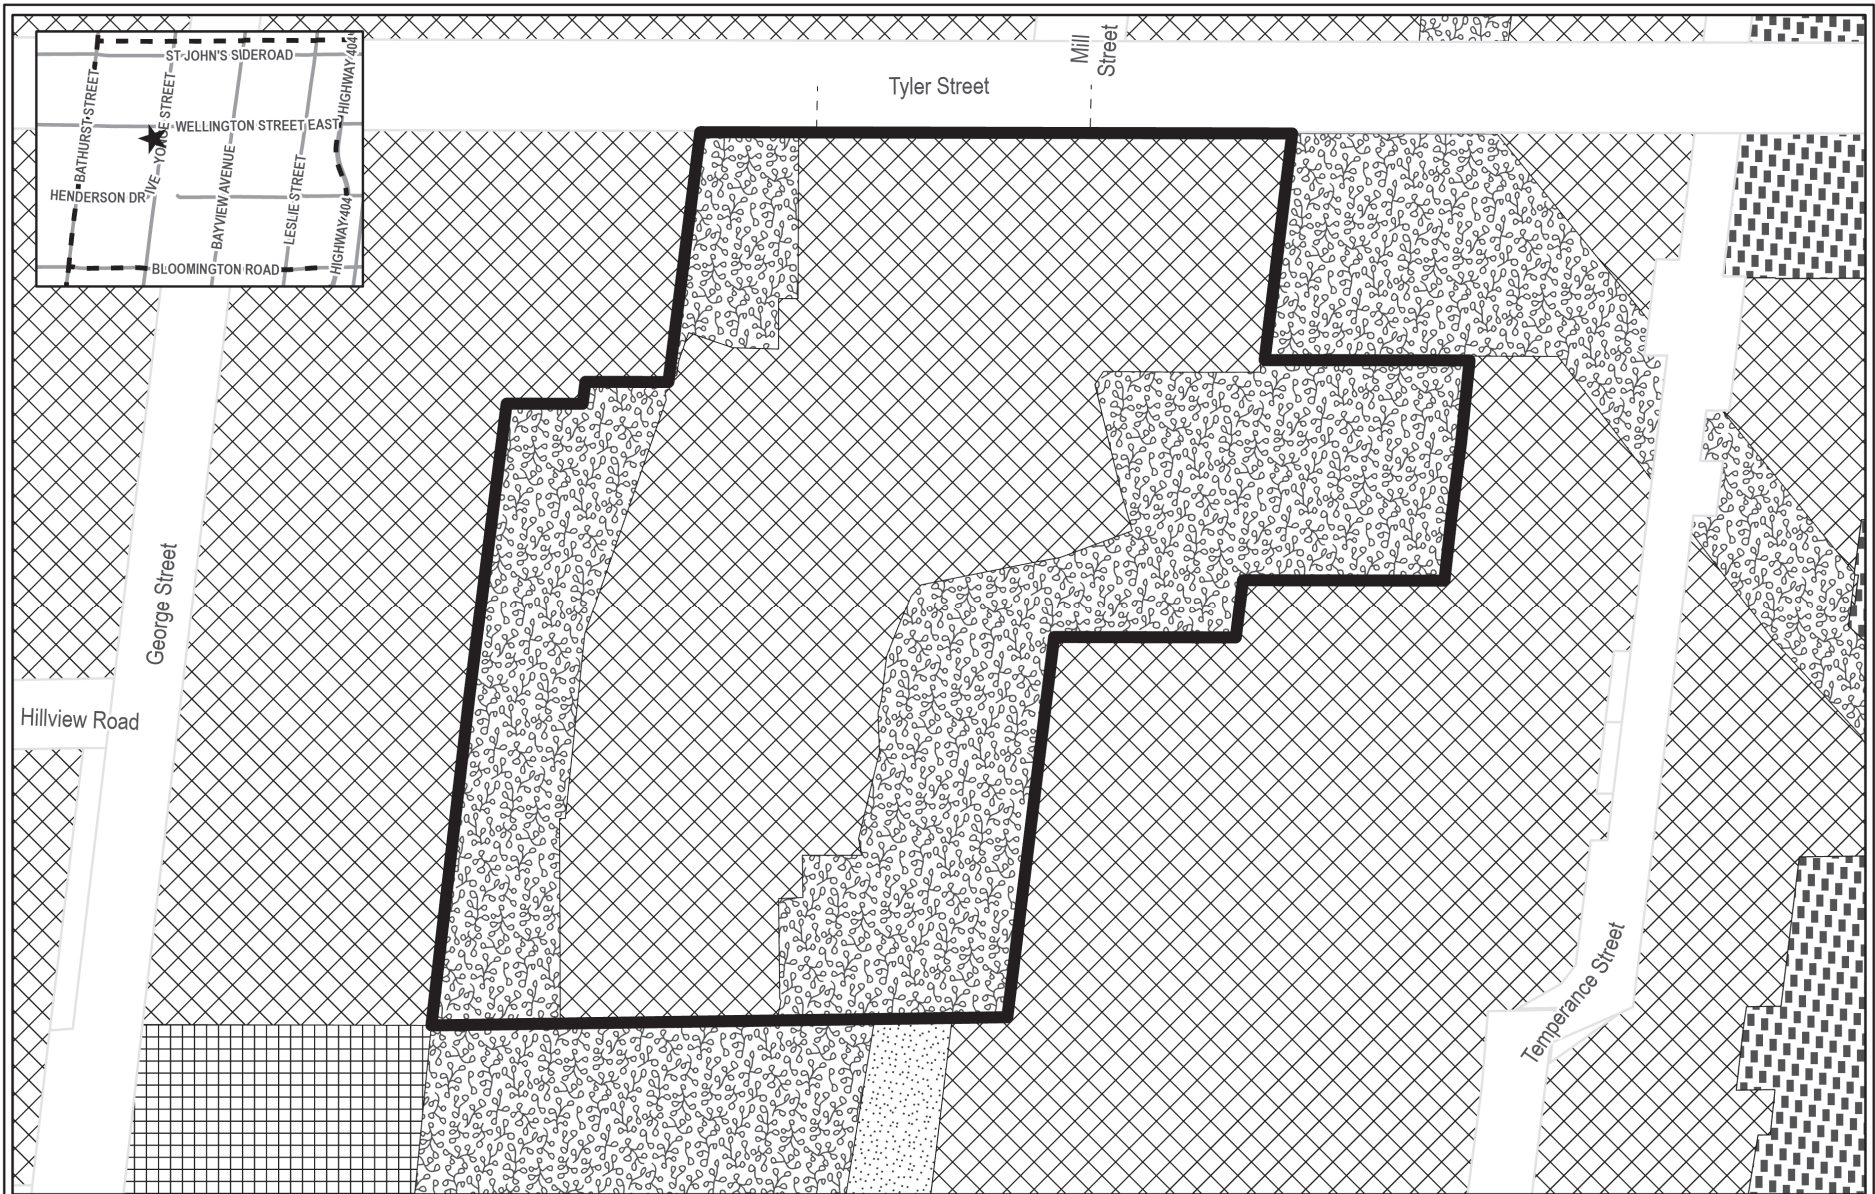 Mill
Street
Tyler Street
ST JOHN'S SIDEROAD
BATHURST STREET
YONGE STREET
HIGHWAY 404
WELLINGTON STREET EAST
HENDERSON DR
IVE
BAYVIEW AVENUE
LESLIE STREET
HIGHWAY 404
BLOOMINGTON ROAD
George Street
Hillview Road
Temperance Street